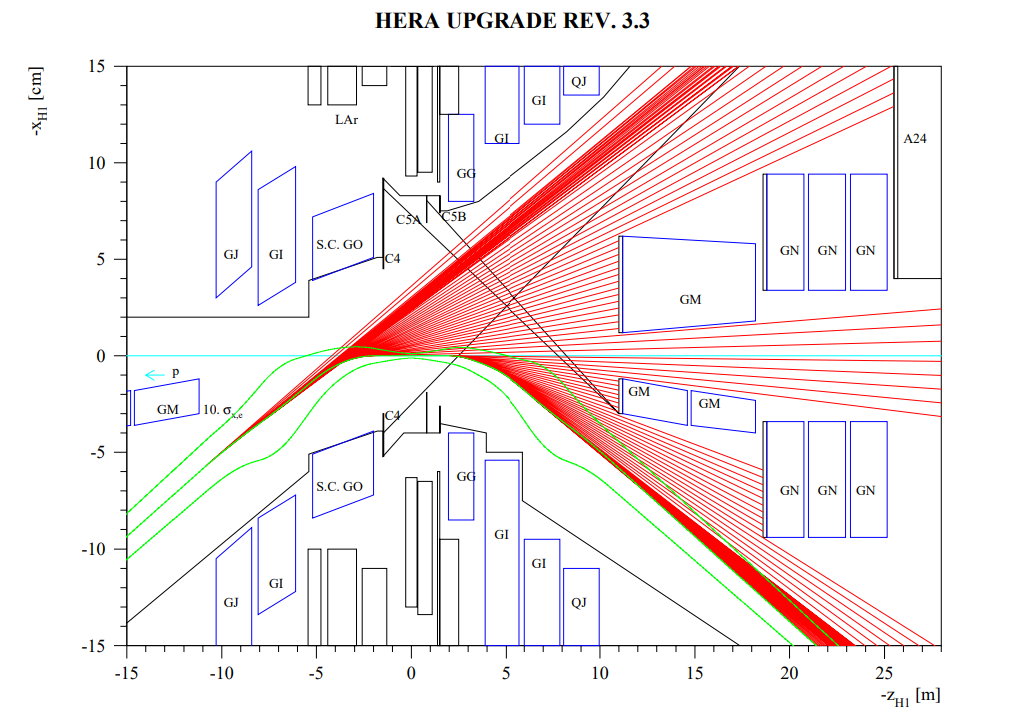 HERA UPGRADE REV. 3.3
-x_H1 [cm]
15
10
5
0
-5
-10
-15
LAr
QJ
GI
GI
A24
GG
GJ
GI
S.C. GO
C5A
C5B
C4
GN
GN
GN
GM
p
GM
10. σ_x,e
C4
GM
GM
S.C. GO
GG
GN
GN
GN
GI
GI
GI
GJ
QJ
-15
-10
-5
0
5
10
15
20
25
-z_H1 [m]